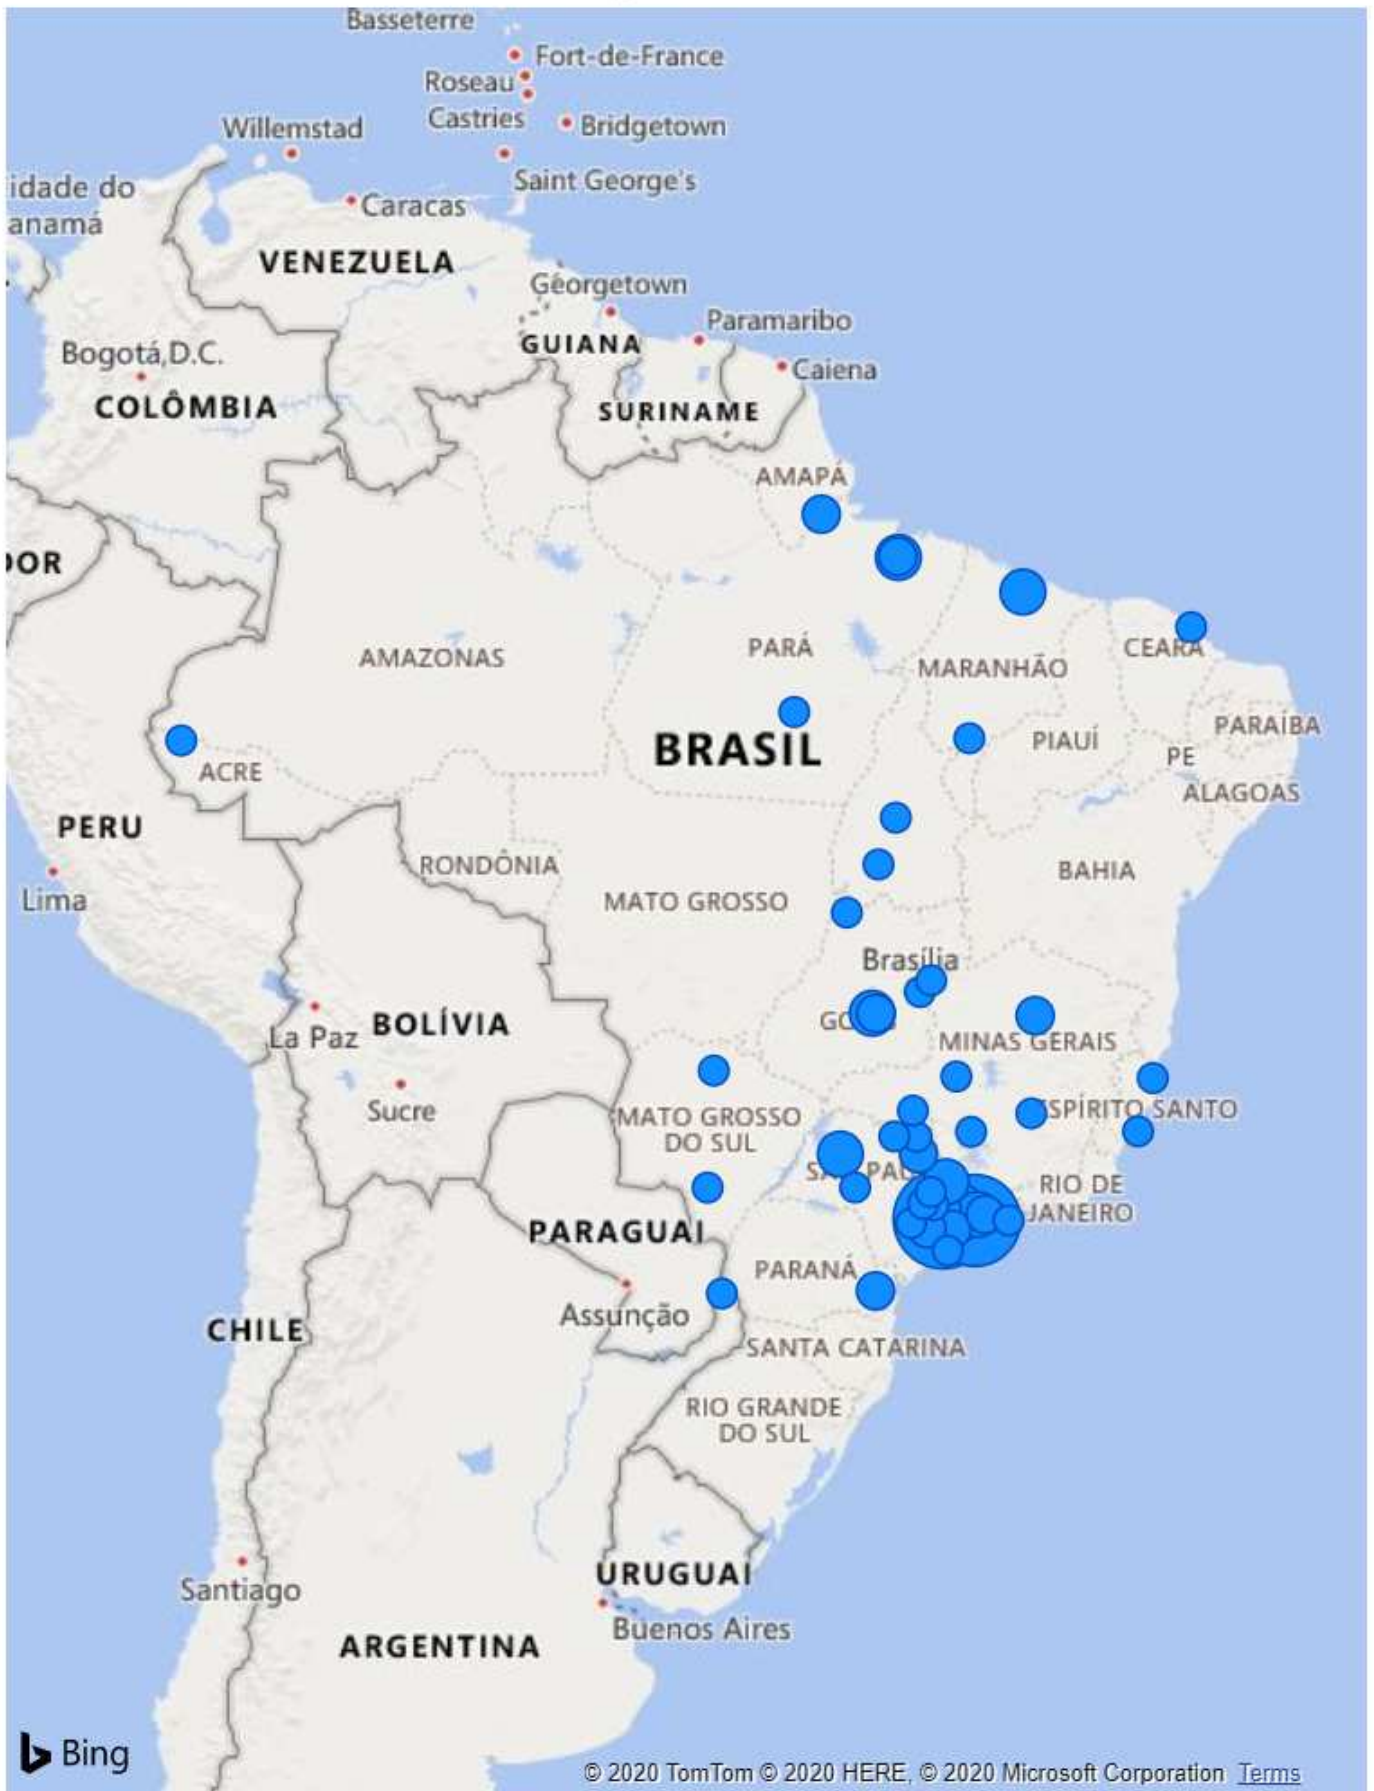 Basseterre
Fort-de-France
Roseau
Castries
Bridgetown
Willemstad
Saint George's
idade do
anamá
Caracas
VENEZUELA
Georgetown
Paramaribo
GUIANA
Bogotá,D.C.
Caiena
COLÔMBIA
SURINAME
AMAPÁ
OOR
AMAZONAS
PARÁ
CEARÁ
MARANHÃO
PARAÍBA
BRASIL
PIAUÍ
PE
ACRE
ALAGOAS
PERU
RONDÔNIA
BAHIA
Lima
MATO GROSSO
Brasília
La Paz
BOLÍVIA
GO
MINAS GERAIS
Sucre
MATO GROSSO
DO SUL
SPÍRITO SANTO
S PAU
RIO DE
JANEIRO
PARAGUAI
PARANÁ
Assunção
CHILE
SANTA CATARINA
RIO GRANDE
DO SUL
Santiago
URUGUAI
Buenos Aires
ARGENTINA
Bing
© 2020 TomTom © 2020 HERE, © 2020 Microsoft Corporation Terms